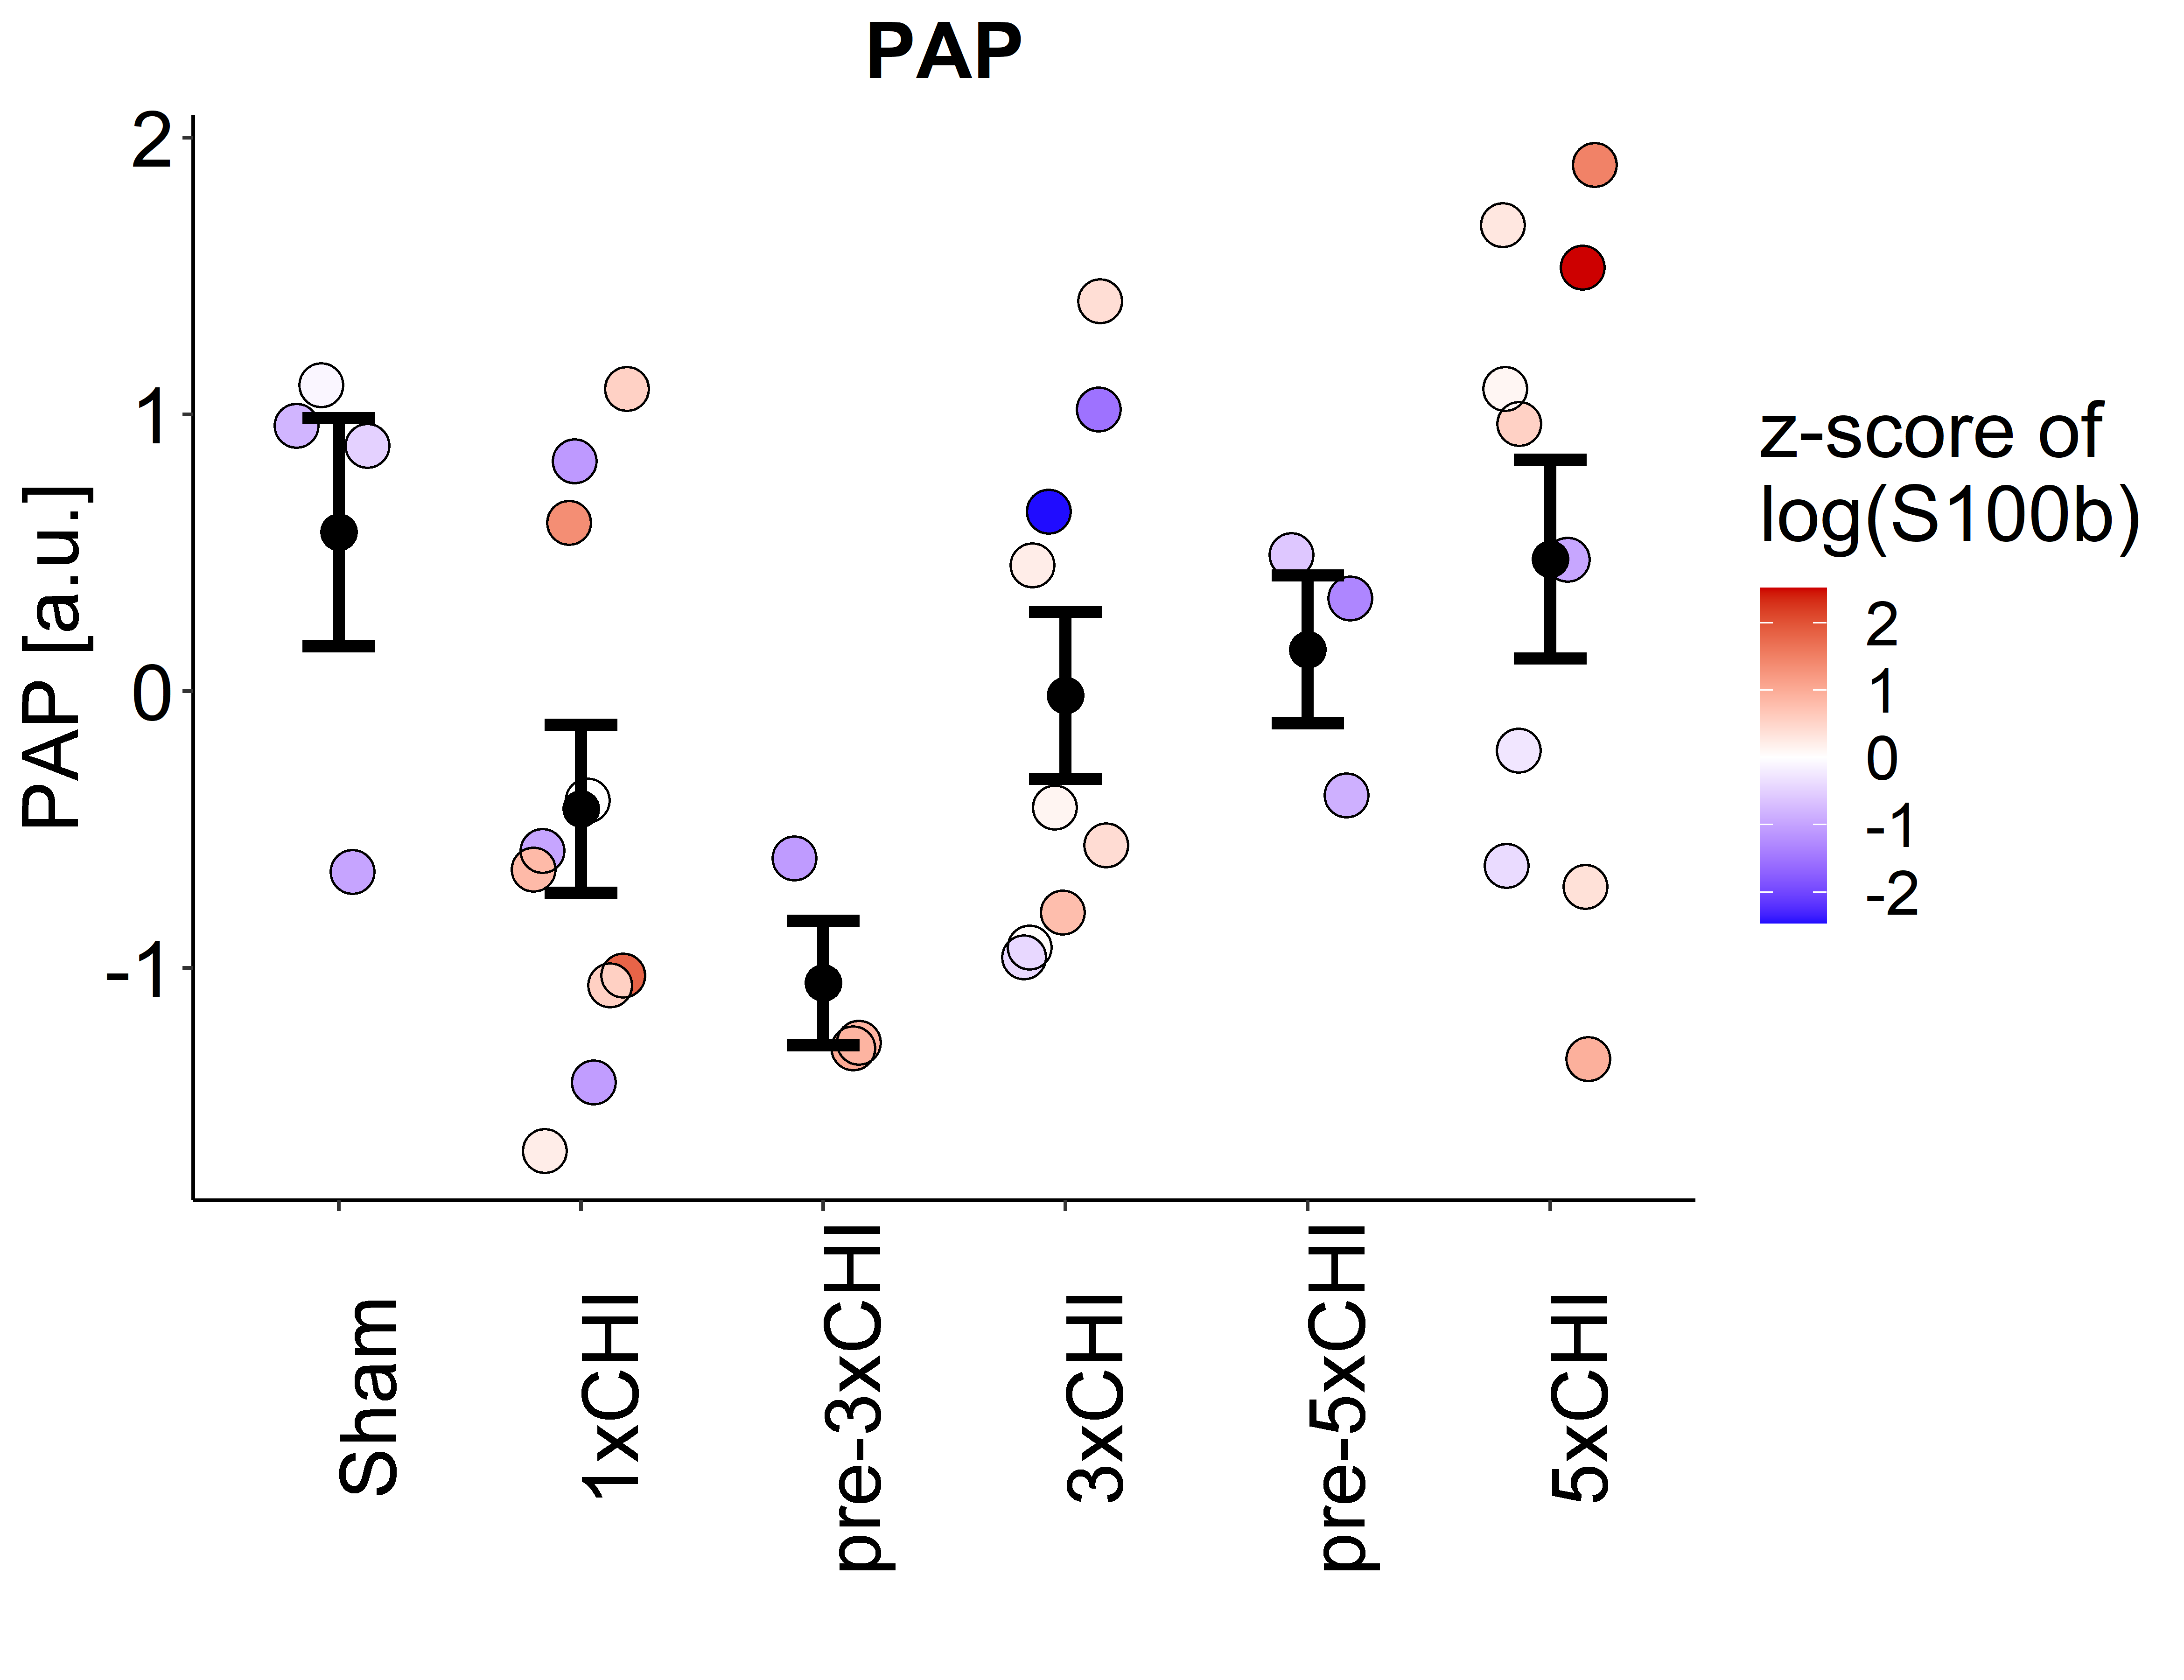 PAP
PAP [a.u.]
2
1
0
-1
Sham
1xCHI
pre-3xCHI
3xCHI
pre-5xCHI
5xCHI
z-score of
log(S100b)
2
1
0
-1
-2